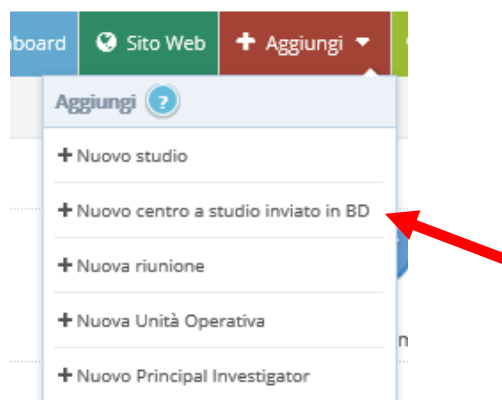 board Sito Web + Aggiungi
Aggiungi ?
+ Nuovo studio
+ Nuovo centro a studio inviato in BD
+ Nuova riunione
+ Nuova Unità Operativa
+ Nuovo Principal Investigator